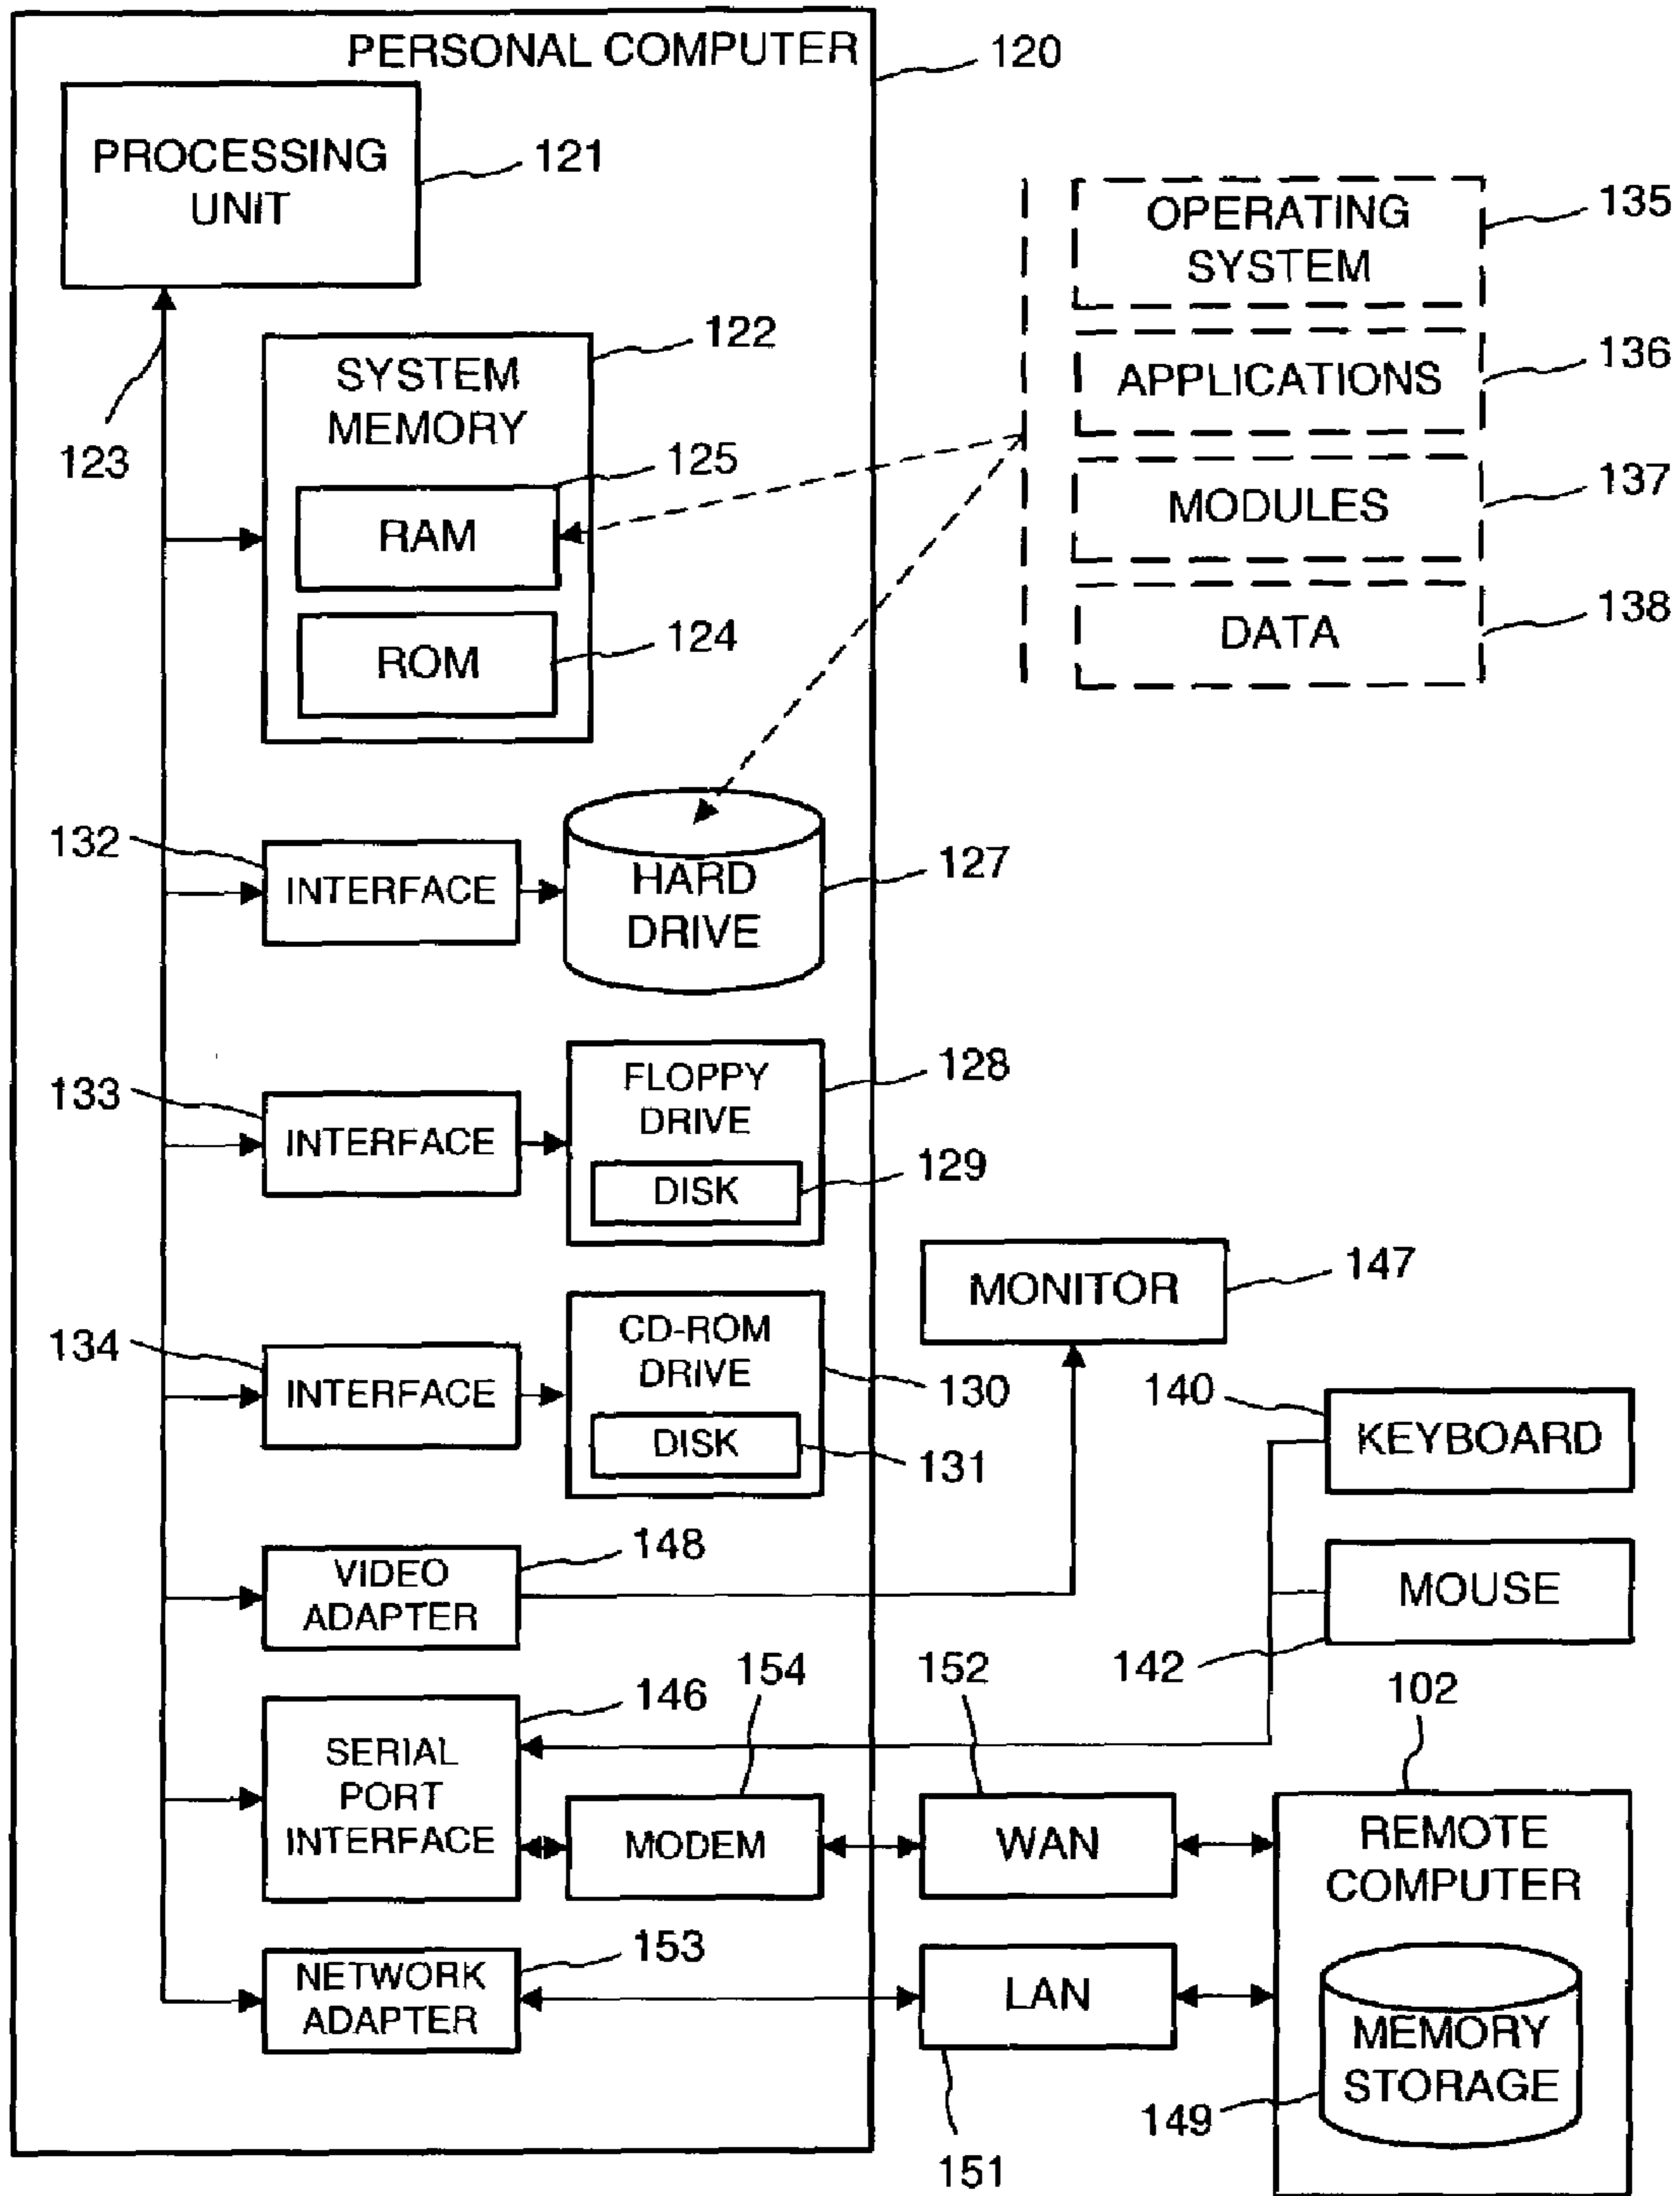 PERSONAL COMPUTER
120
PROCESSING
UNIT
121
123
SYSTEM
MEMORY
122
RAM
125
ROM
124
OPERATING
SYSTEM
135
APPLICATIONS
136
MODULES
137
DATA
138
132
INTERFACE
HARD
DRIVE
127
133
INTERFACE
FLOPPY
DRIVE
128
DISK
129
134
INTERFACE
CD-ROM
DRIVE
130
DISK
131
MONITOR
147
140
KEYBOARD
MOUSE
142
VIDEO
ADAPTER
148
SERIAL
PORT
INTERFACE
146
154
MODEM
152
WAN
102
REMOTE
COMPUTER
MEMORY
STORAGE
149
NETWORK
ADAPTER
153
LAN
151